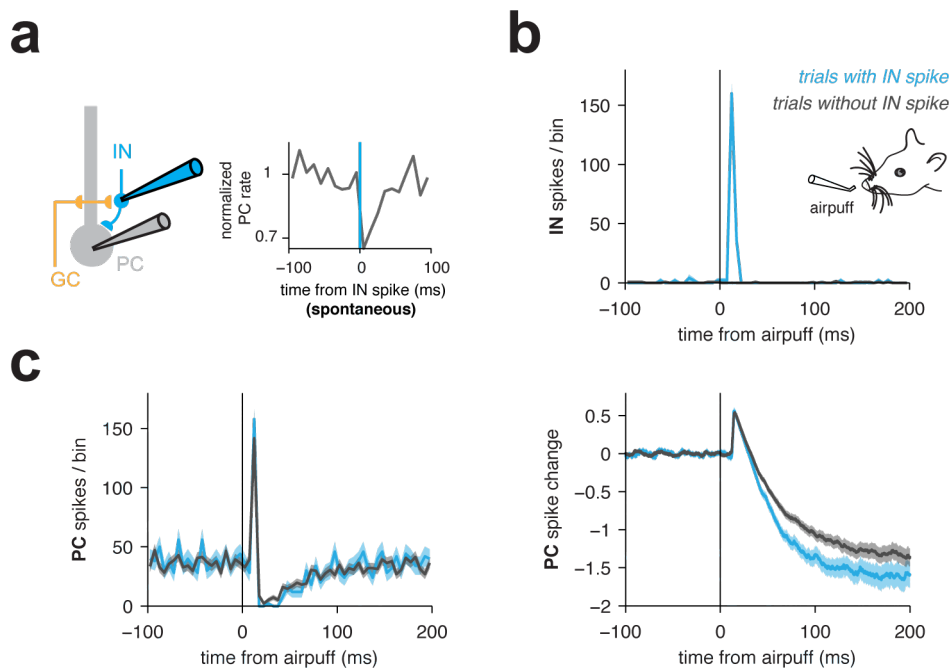 a
IN
PC
GC
normalized
PC rate
1
0.7
−100
0
100
time from IN spike (ms)
(spontaneous)
b
trials with IN spike
trials without IN spike
airpuff
IN spikes / bin
150
100
50
0
−100
0
100
200
time from airpuff (ms)
c
PC spikes / bin
150
100
50
0
−100
0
100
200
time from airpuff (ms)
PC spike change
0.5
0
−0.5
−1
−1.5
−2
−100
0
100
200
time from airpuff (ms)